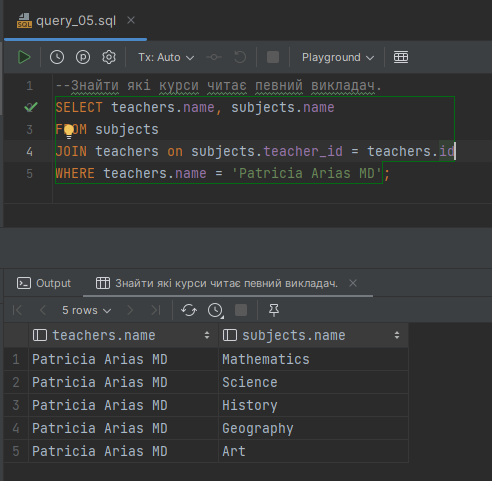 query_05.sql
Tx: Auto
Playground
1 --Знайти які курси читає певний викладач.
SELECT teachers.name, subjects.name
3 FROM subjects
4 JOIN teachers on subjects.teacher_id = teachers.id
5 WHERE teachers.name = 'Patricia Arias MD';
Output Знайти які курси читає певний викладач.
5 rows
teachers.name subjects.name
1 Patricia Arias MD Mathematics
2 Patricia Arias MD Science
3 Patricia Arias MD History
4 Patricia Arias MD Geography
5 Patricia Arias MD Art